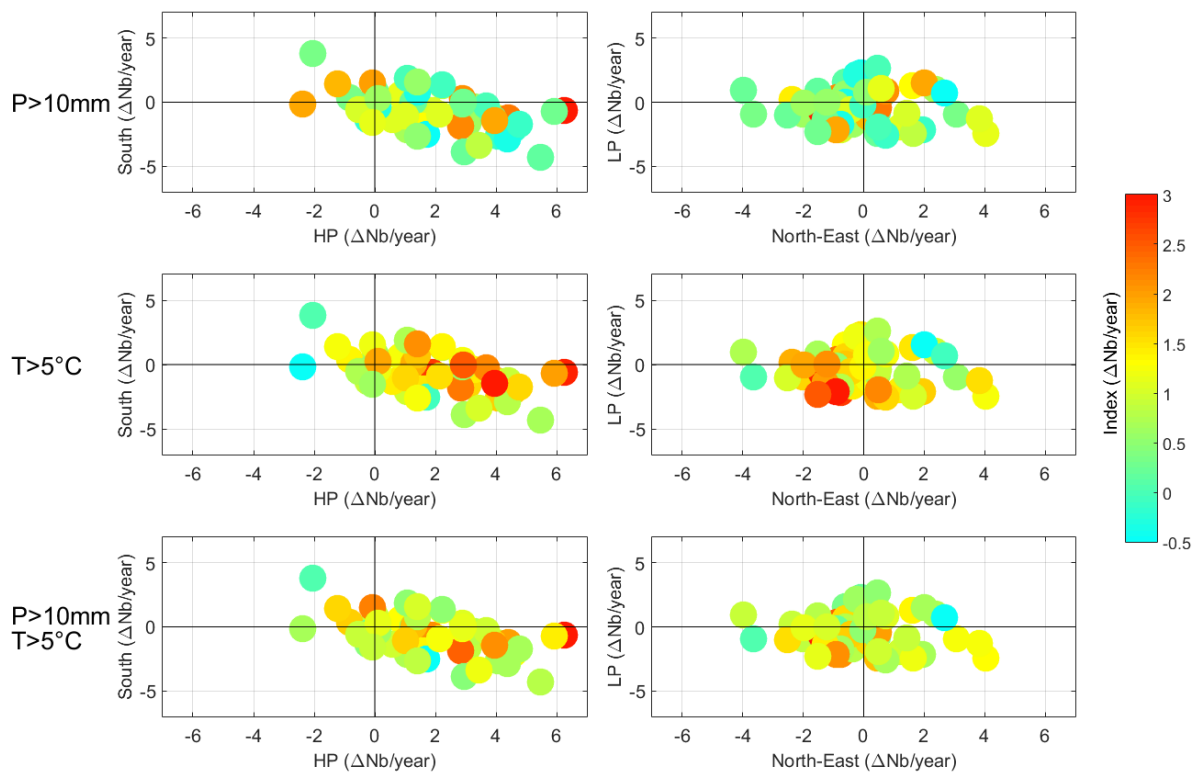 P>10mm
South (ΔNb/year)
5
0
-5
-6 -4 -2 0 2 4 6
HP (ΔNb/year)
LP (ΔNb/year)
5
0
-5
-6 -4 -2 0 2 4 6
North-East (ΔNb/year)
T>5°C
South (ΔNb/year)
5
0
-5
-6 -4 -2 0 2 4 6
HP (ΔNb/year)
LP (ΔNb/year)
5
0
-5
-6 -4 -2 0 2 4 6
North-East (ΔNb/year)
P>10mm
T>5°C
South (ΔNb/year)
5
0
-5
-6 -4 -2 0 2 4 6
HP (ΔNb/year)
LP (ΔNb/year)
5
0
-5
-6 -4 -2 0 2 4 6
North-East (ΔNb/year)
Index (ΔNb/year)
3
2.5
2
1.5
1
0.5
0
-0.5